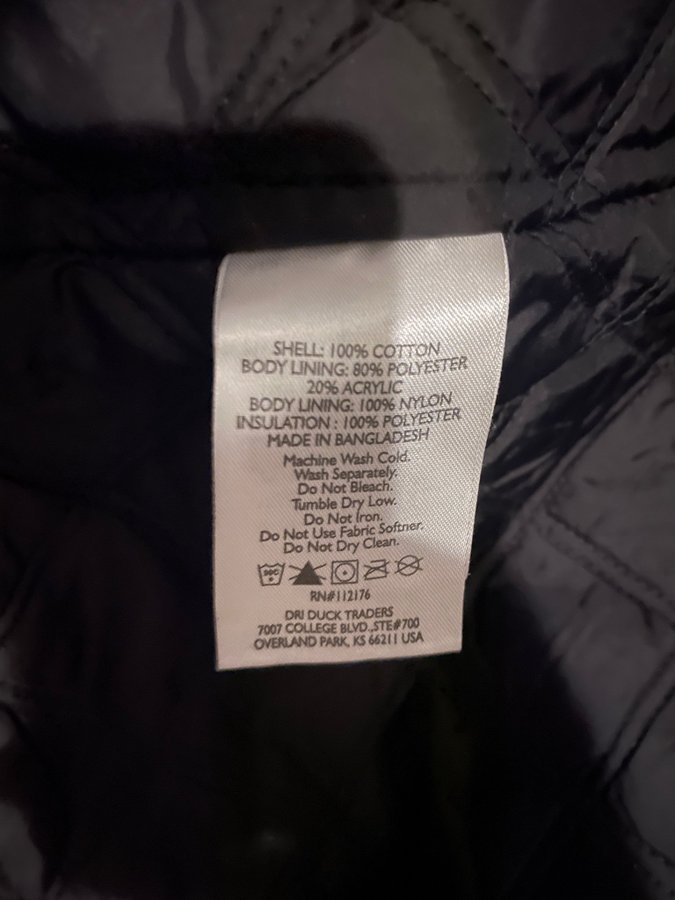 SHELL: 100% COTTON
BODY LINING: 80% POLYESTER
20% ACRYLIC
BODY LINING: 100% NYLON
INSULATION : 100% POLYESTER
MADE IN BANGLADESH
Machine Wash Cold.
Wash Separately.
Do Not Bleach.
Tumble Dry Low.
Do Not Iron.
Do Not Use Fabric Softner.
Do Not Dry Clean.
RN#112176
DRI DUCK TRADERS
7007 COLLEGE BLVD.,STE#700
OVERLAND PARK, KS 66211 USA